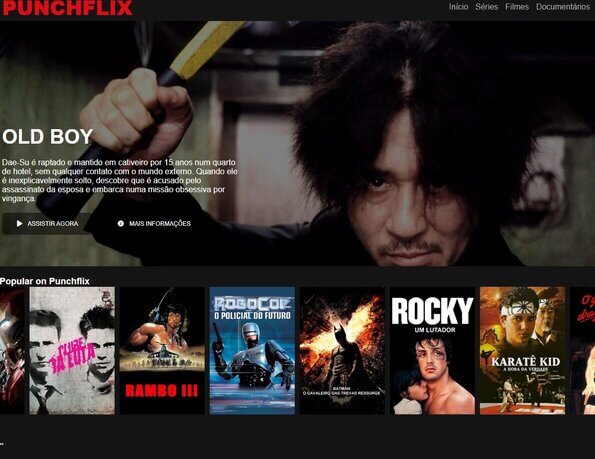 PUNCHFLIX
Início Séries Filmes Documentários
OLD BOY
Dae-Su é raptado e mantido em cativeiro por 15 anos num quarto
de hotel, sem qualquer contato com o mundo externo. Quando ele
é inexplicavelmente solto, descobre que é acusado pelo
assassinato da esposa e embarca numa missão obsessiva por
vingança.
ASSISTIR AGORA MAIS INFORMAÇÕES
Popular on Punchflix
CLUBE
DA LUTA
RAMBO III
ROBOCOP
O POLICIAL DO FUTURO
BATMAN
O CAVALEIRO DAS TREVAS RESSURGE
ROCKY
UM LUTADOR
KARATÊ KID
A HORA DA VERDADE